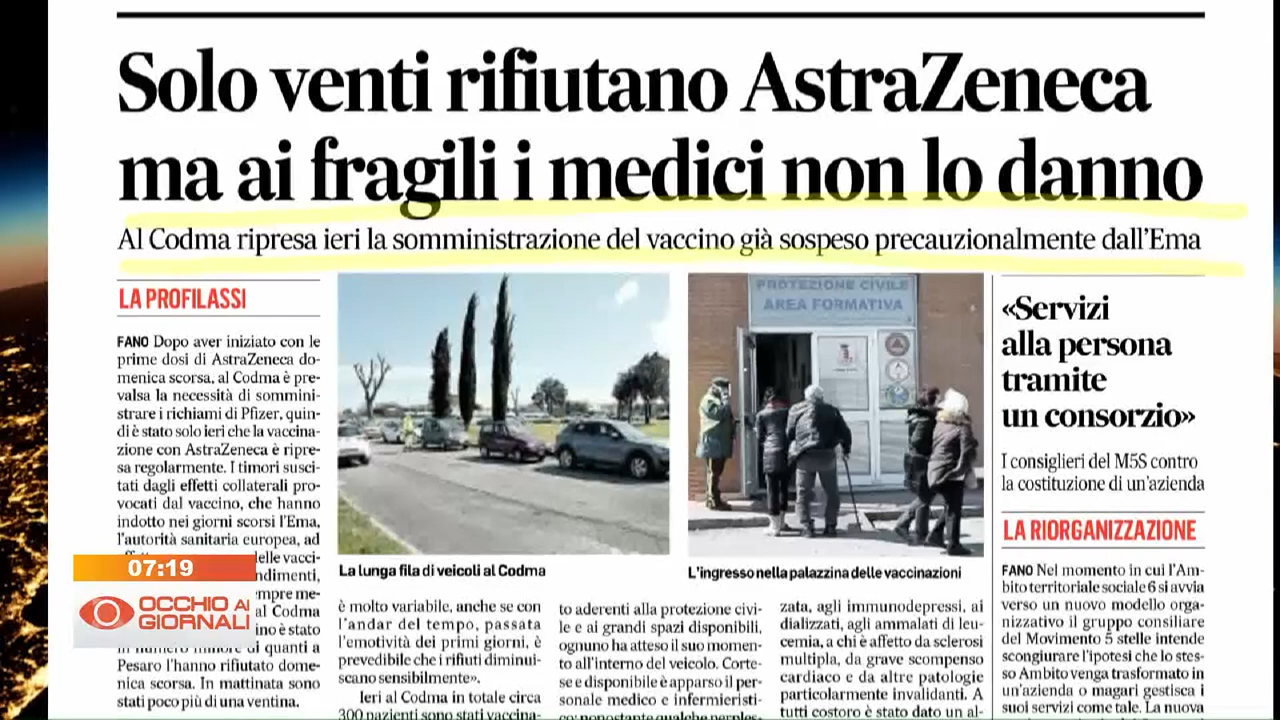 Solo venti rifiutano AstraZeneca
ma ai fragili i medici non lo danno
Al Codma ripresa ieri la somministrazione del vaccino già sospeso precauzionalmente dall'Ema
LA PROFILASSI
FANO Dopo aver iniziato con le
prime dosi di AstraZeneca do-
menica scorsa, al Codma è pre-
valsa la necessità di sommini-
strare i richiami di Pfizer, quin-
di è stato solo ieri che la vaccina-
zione con AstraZeneca è ripre-
sa regolarmente. I timori susci-
tati dagli effetti collaterali pro-
vocati dal vaccino, che hanno
indotto nei giorni scorsi l'Ema,
l'autorità sanitaria europea, ad
elle vacci-
ndimenti,
empre me-
al Codma
ino è stato
in numero minore di quanti a
Pesaro l'hanno rifiutato dome-
nica scorsa. In mattinata sono
stati poco più di una ventina.
07:19
OCCHIO AI
GIORNALI
La lunga fila di veicoli al Codma
è molto variabile, anche se con
l'andar del tempo, passata
l'emotività dei primi giorni, è
prevedibile che i rifiuti diminui-
scano sensibilmente».
Ieri al Codma in totale circa
300 pazienti sono stati vaccina-
PROTEZIONE CIVILE
AREA FORMATIVA
L'ingresso nella palazzina delle vaccinazioni
to aderenti alla protezione civi-
le e ai grandi spazi disponibili,
ognuno ha atteso il suo momen-
to all'interno del veicolo. Corte-
se e disponibile è apparso il per-
sonale medico e infermieristi-
co; nonostante qualche perples-
zata, agli immunodepressi, ai
dializzati, agli ammalati di leu-
cemia, a chi è affetto da sclerosi
multipla, da grave scompenso
cardiaco e da altre patologie
particolarmente invalidanti. A
tutti costoro è stato dato un al-
«Servizi
alla persona
tramite
un consorzio»
I consiglieri del M5S contro
la costituzione di un'azienda
LA RIORGANIZZAZIONE
FANO Nel momento in cui l'Am-
bito territoriale sociale 6 si avvia
verso un nuovo modello orga-
nizzativo il gruppo consiliare
del Movimento 5 stelle intende
scongiurare l'ipotesi che lo stes-
so Ambito venga trasformato in
un'azienda o magari gestisca i
suoi servizi come tale. La nuova